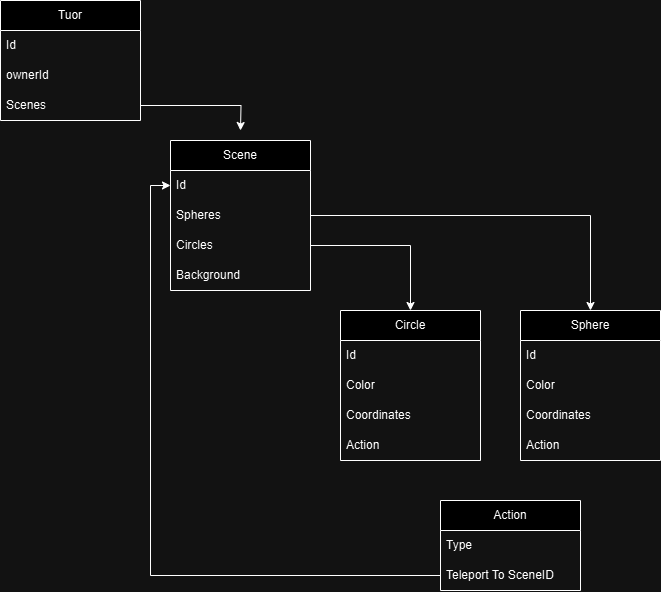 Tuor
Id
ownerId
Scenes
Scene
Id
Spheres
Circles
Background
Circle
Id
Color
Coordinates
Action
Sphere
Id
Color
Coordinates
Action
Action
Type
Teleport To SceneID